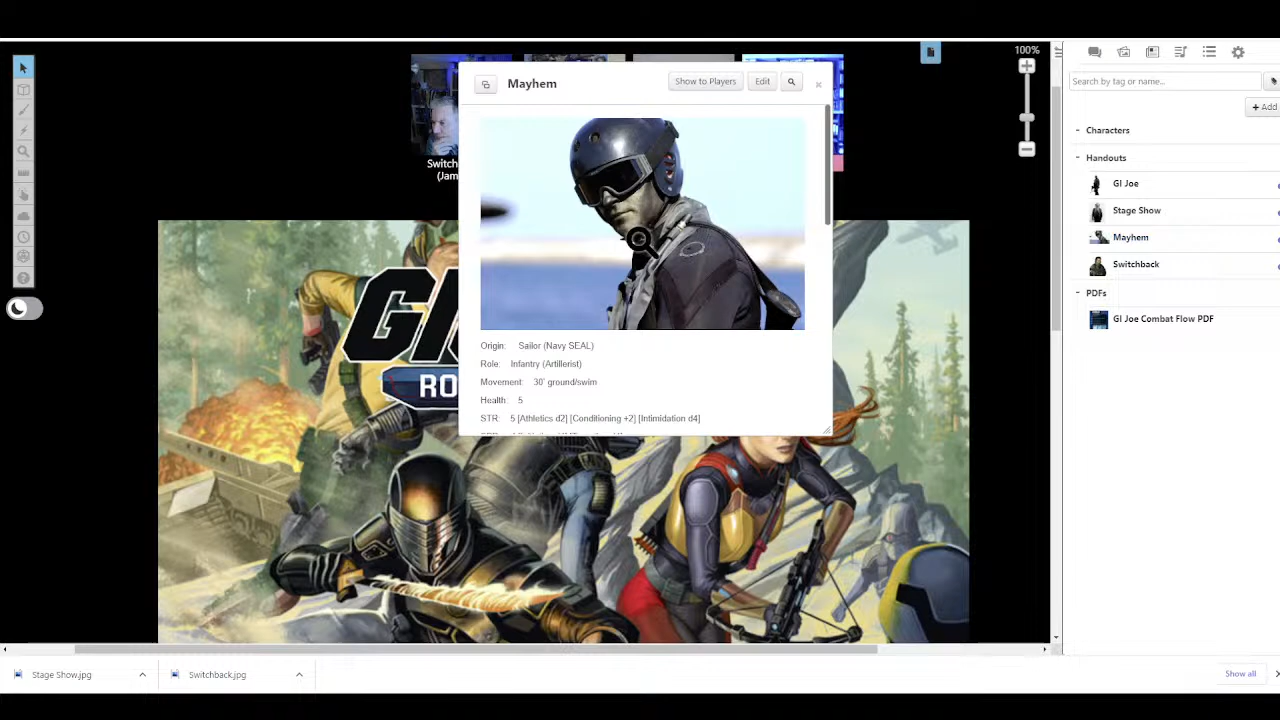 100%
Mayhem
Show to Players
Edit
Search by tag or name...
+ Add
Switch
(Jam
Characters
Handouts
GI Joe
Stage Show
Mayhem
Switchback
PDFs
GI Joe Combat Flow PDF
Origin: Sailor (Navy SEAL)
Role: Infantry (Artillerist)
Movement: 30' ground/swim
Health: 5
STR: 5 [Athletics d2] [Conditioning +2] [Intimidation d4]
GI
RO
Stage Show.jpg
Switchback.jpg
Show all